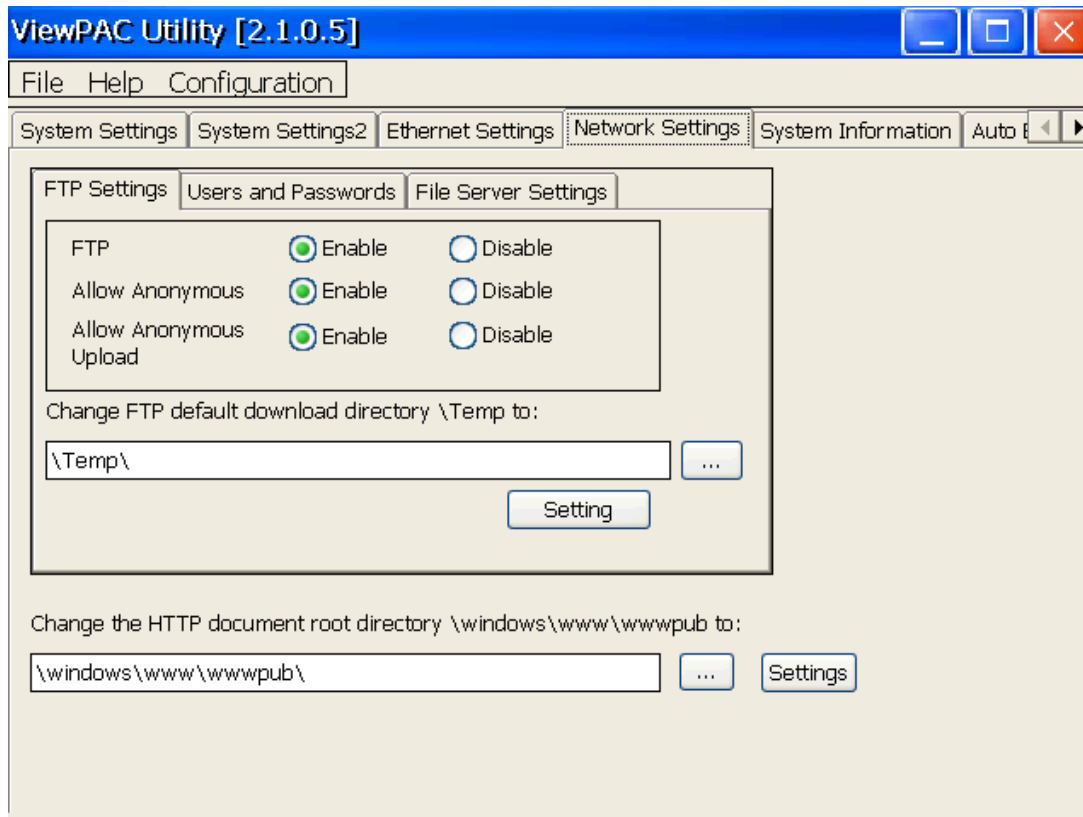 ViewPAC Utility [2.1.0.5]
File Help Configuration
System Settings System Settings2 Ethernet Settings Network Settings System Information Auto
FTP Settings Users and Passwords File Server Settings
FTP Enable Disable
Allow Anonymous Enable Disable
Allow Anonymous Upload Enable Disable
Change FTP default download directory \Temp to:
\Temp\ ...
Setting
Change the HTTP document root directory \windows\www\wwwpub to:
\windows\www\wwwpub\ ... Settings